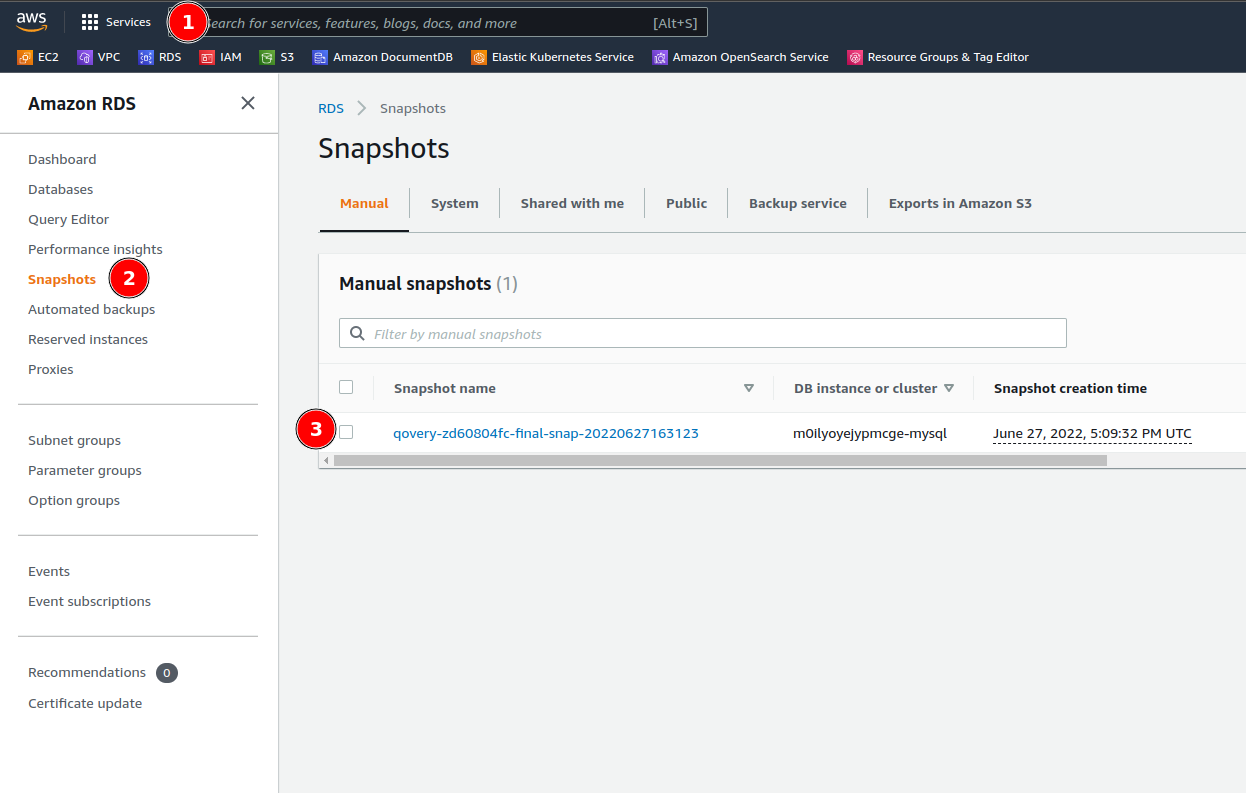 aws Services 1 Search for services, features, blogs, docs, and more [Alt+S]
EC2 VPC RDS IAM S3 Amazon DocumentDB Elastic Kubernetes Service Amazon OpenSearch Service Resource Groups & Tag Editor
Amazon RDS
Dashboard
Databases
Query Editor
Performance insights
Snapshots 2
Automated backups
Reserved instances
Proxies
Subnet groups
Parameter groups
Option groups
Events
Event subscriptions
Recommendations 0
Certificate update
RDS Snapshots
Snapshots
Manual System Shared with me Public Backup service Exports in Amazon S3
Manual snapshots (1)
Filter by manual snapshots
Snapshot name DB instance or cluster Snapshot creation time
3 qovery-zd60804fc-final-snap-20220627163123 m0ilyoyejypmcge-mysql June 27, 2022, 5:09:32 PM UTC